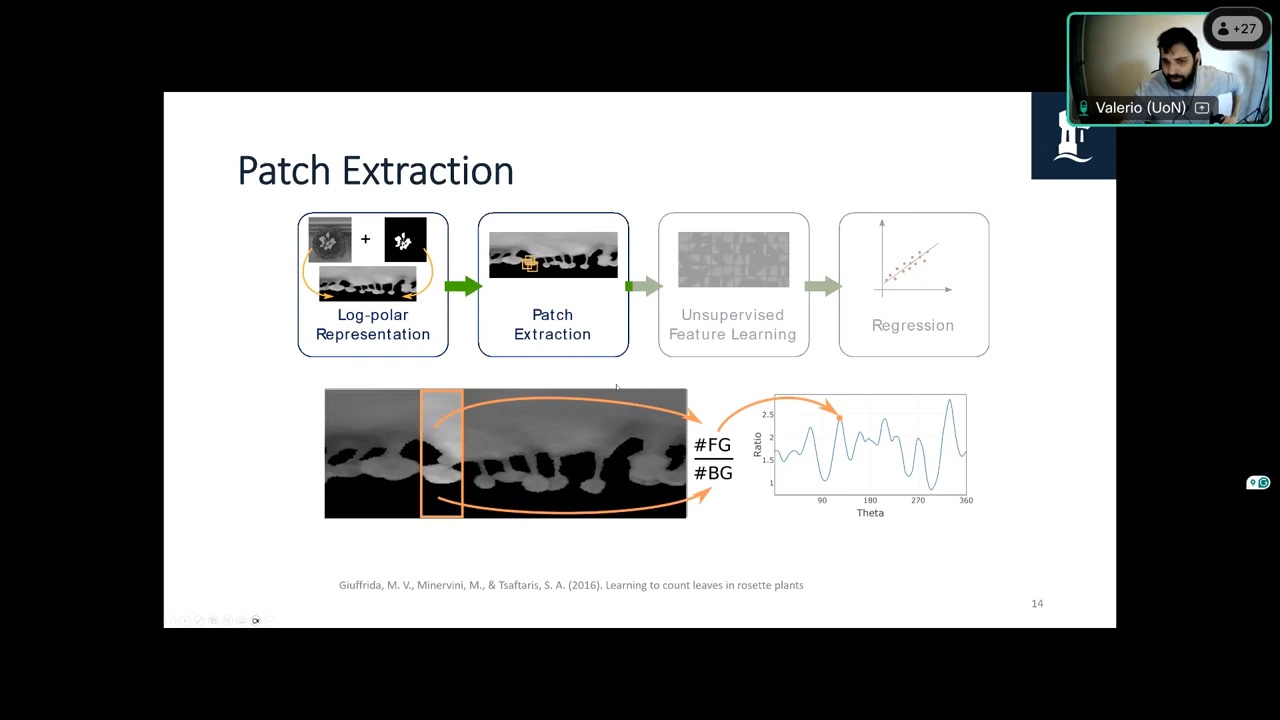 +27
Valerio (UoN)
Patch Extraction
+
Log-polar
Representation
Patch
Extraction
Unsupervised
Feature Learning
Regression
#FG
#BG
Ratio
2.5
2
1.5
1
90
180
270
360
Theta
Giuffrida, M. V., Minervini, M., & Tsaftaris, S. A. (2016). Learning to count leaves in rosette plants
14